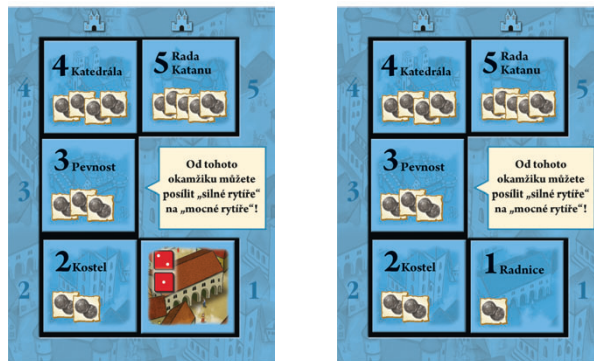 4 Katedrála
5 Rada
Katanu
4
5
3 Pevnost
3
Od tohoto
okamžiku můžete
posílit „silné rytíře“
na „mocné rytíře“!
2 Kostel
2
1
4 Katedrála
5 Rada
Katanu
4
5
3 Pevnost
3
Od tohoto
okamžiku můžete
posílit „silné rytíře“
na „mocné rytíře“!
2 Kostel
1 Radnice
2
1